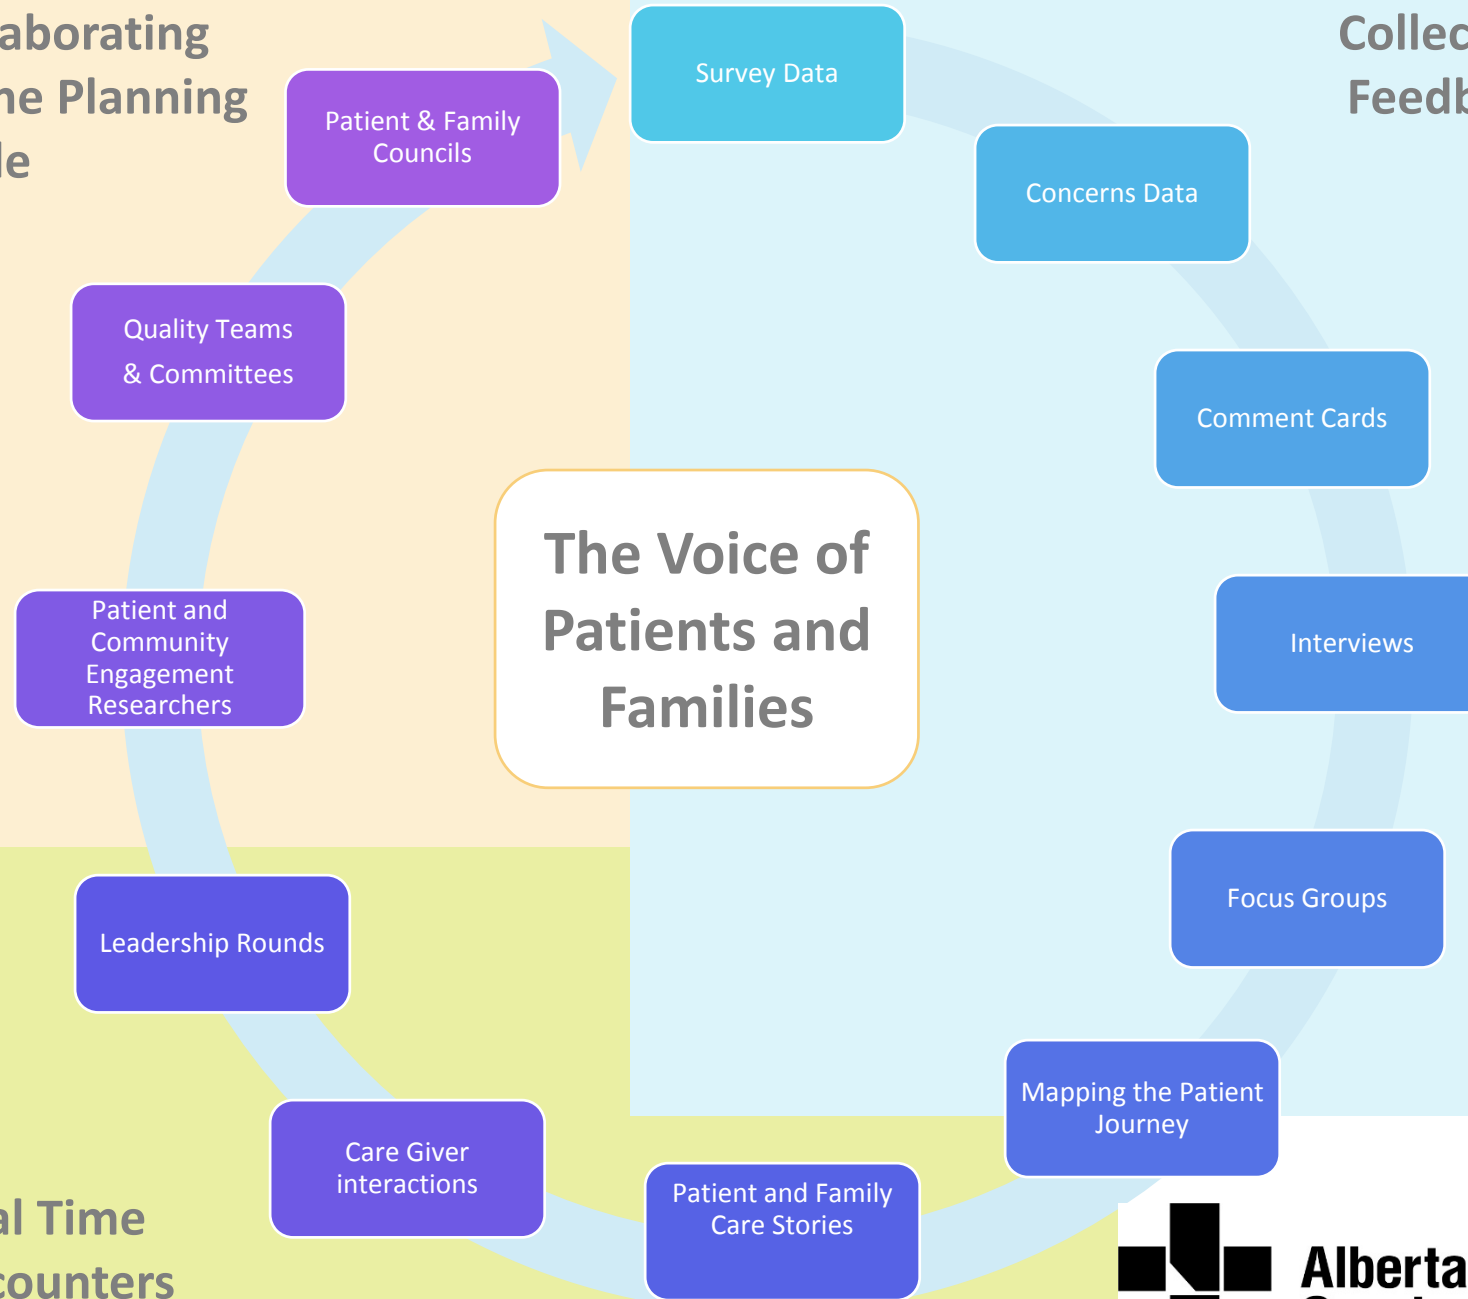 aborating
ne Planning
le
Collec
Feedb
Survey Data
Patient & Family
Councils
Concerns Data
Quality Teams
& Committees
Comment Cards
The Voice of
Patients and
Families
Patient and
Community
Engagement
Researchers
Interviews
Leadership Rounds
Focus Groups
Mapping the Patient
Journey
Care Giver
interactions
Patient and Family
Care Stories
al Time
counters
Alberta